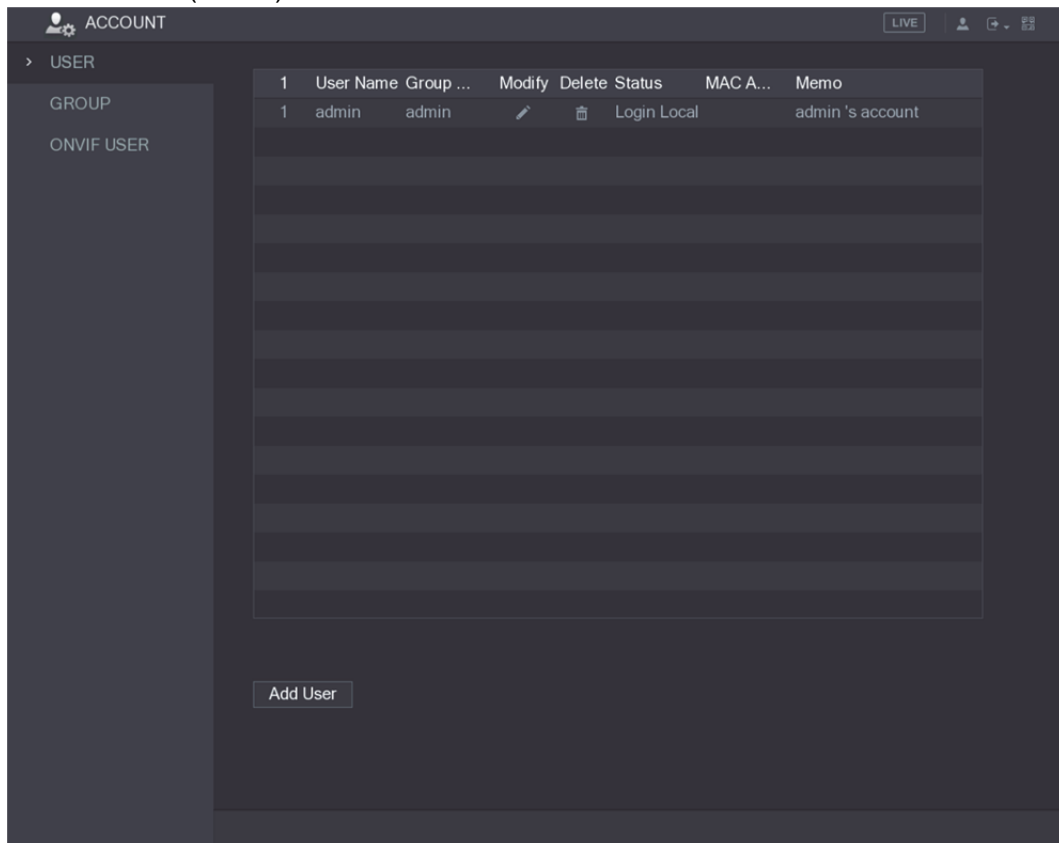 ACCOUNT LIVE
USER
GROUP
ONVIF USER
1 User Name Group ... Modify Delete Status MAC A... Memo
1 admin admin Login Local admin 's account
Add User